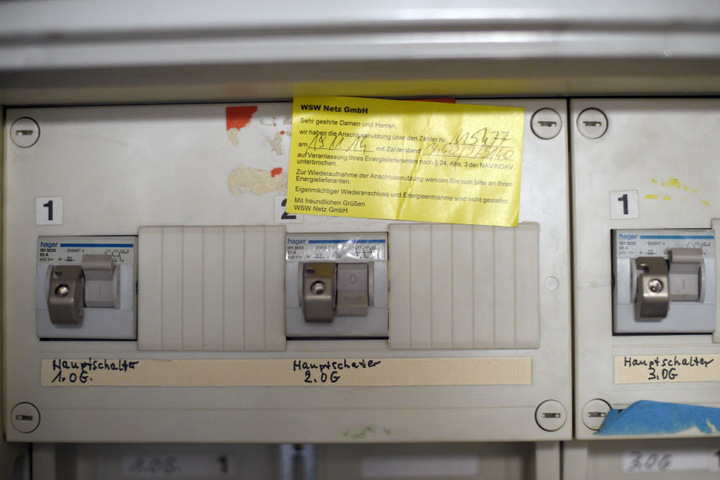 WSW Netz GmbH
Sehr geehrte Damen und Herren,
wir haben die Anschlussnutzung über den Zähler Nr.
am mit Zählerstand
auf Veranlassung Ihres Energielieferanten nach § 24, Abs. 3 der NAV/NDAV
unterbrochen.
Zur Wiederaufnahme der Anschlussnutzung wenden Sie sich bitte an Ihren
Energielieferanten.
Eigenmächtiger Wiederanschluss und Energieentnahme sind nicht gestattet.
Mit freundlichen Grüßen
WSW Netz GmbH
1
2
1
hager
hager
hager
Hauptschalter
1.OG.
Hauptschalter
2.OG
Hauptschalter
3.OG
1.OG.
1
3.OG